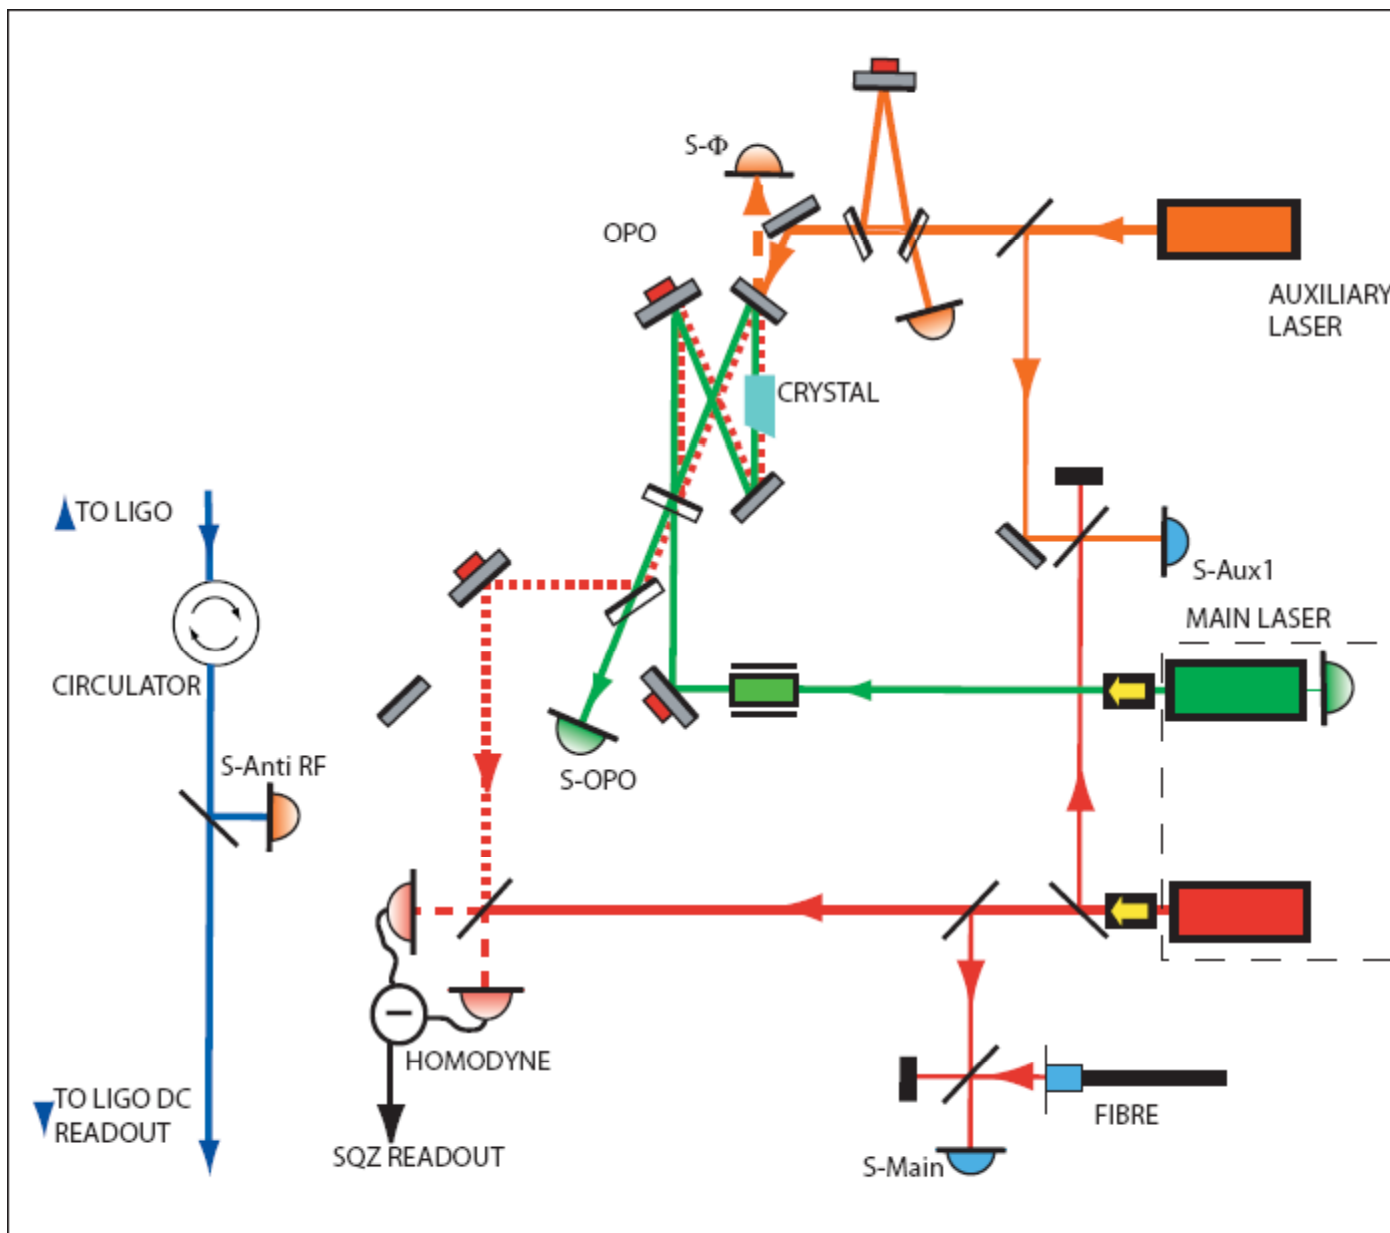 S-Φ
OPO
AUXILIARY
LASER
CRYSTAL
TO LIGO
S-Aux1
MAIN LASER
CIRCULATOR
S-Anti RF
S-OPO
HOMODYNE
TO LIGO DC
READOUT
FIBRE
SQZ READOUT
S-Main